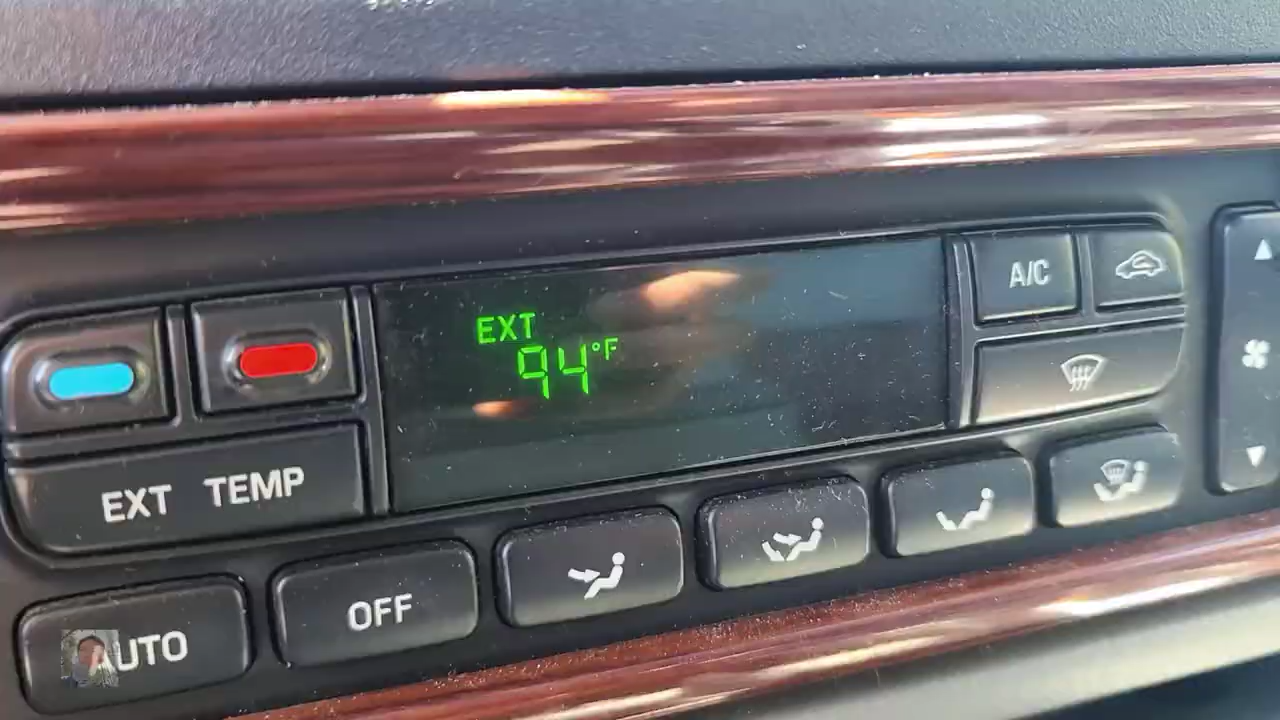 EXT
94°F
A/C
EXT TEMP
AUTO
OFF